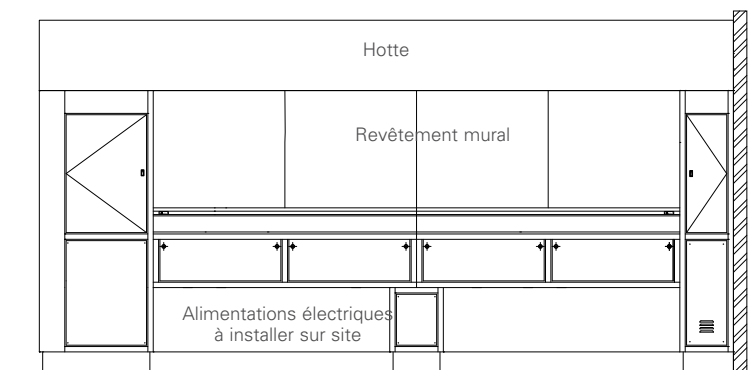 Hotte
Revêtement mural
Alimentations électriques
à installer sur site